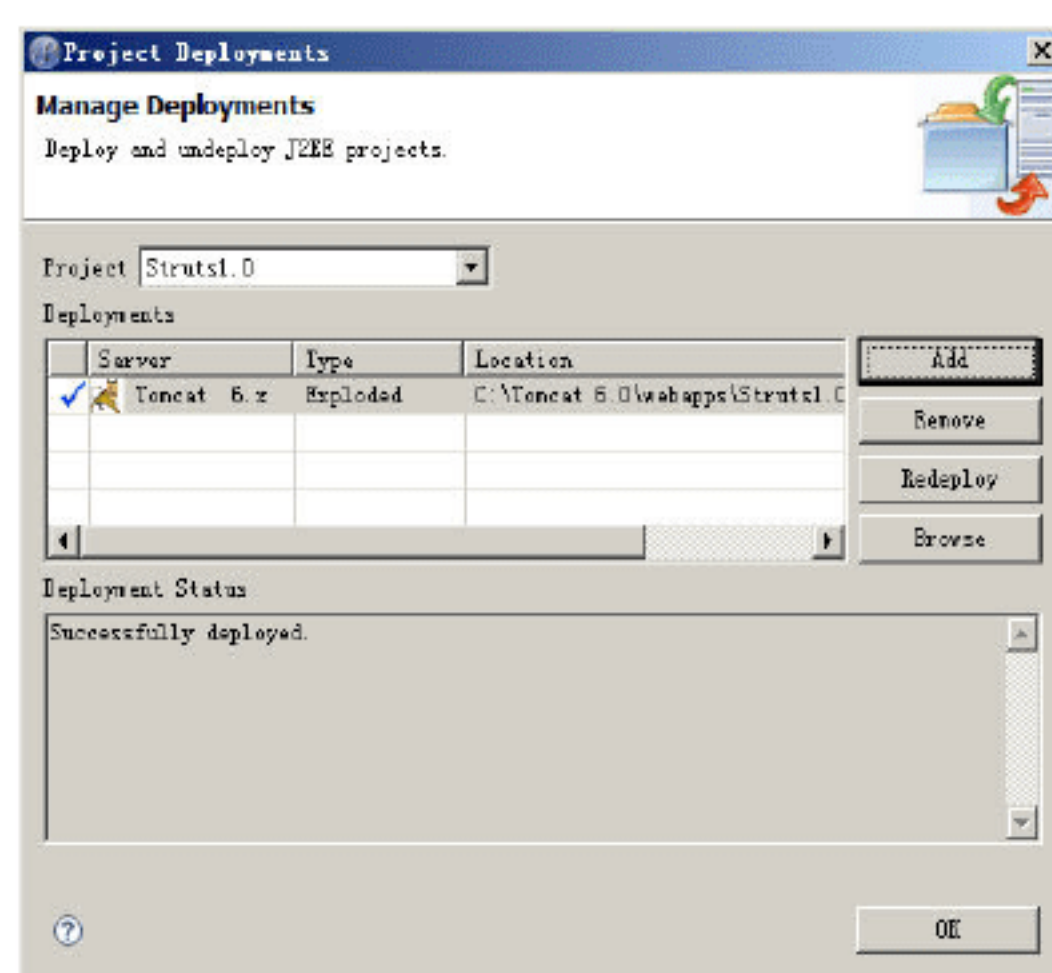 Project Deployments
Manage Deployments
Deploy and undeploy J2EE projects.
Project Struts1.0
Deployments
Server Type Location
Tomcat 6.x Exploded C:\Tomcat 6.0\webapps\Struts1.0
Add
Remove
Redeploy
Browse
Deployment Status
Successfully deployed.
OK